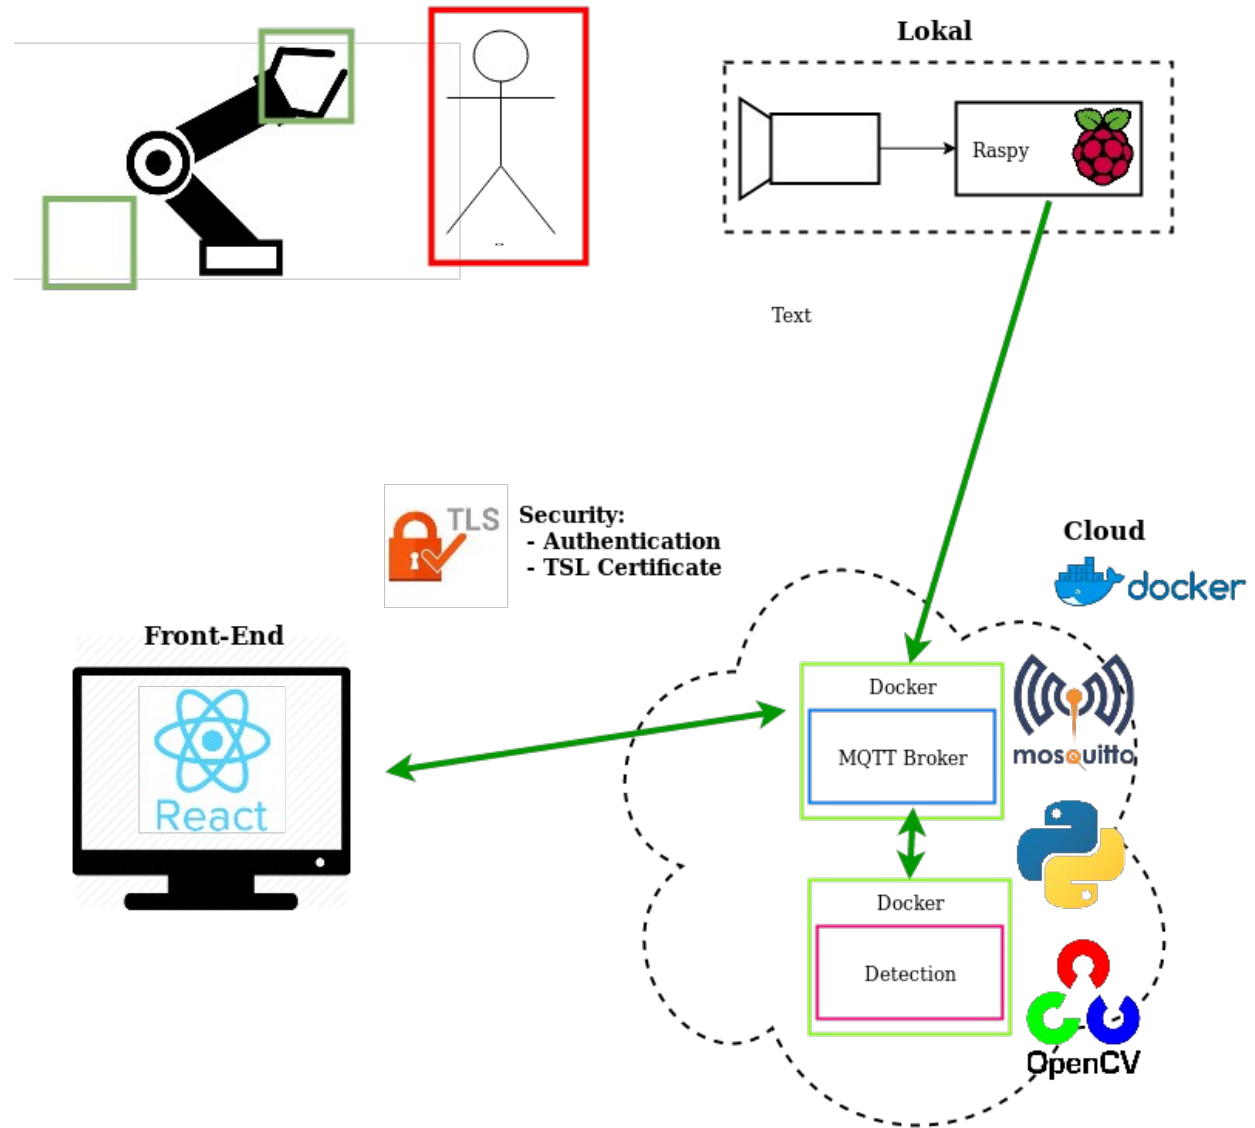 Lokal
Raspy
Text
TLS
Security:
- Authentication
- TSL Certificate
Cloud
docker
Front-End
React
Docker
MQTT Broker
mosquitto
Docker
Detection
OpenCV